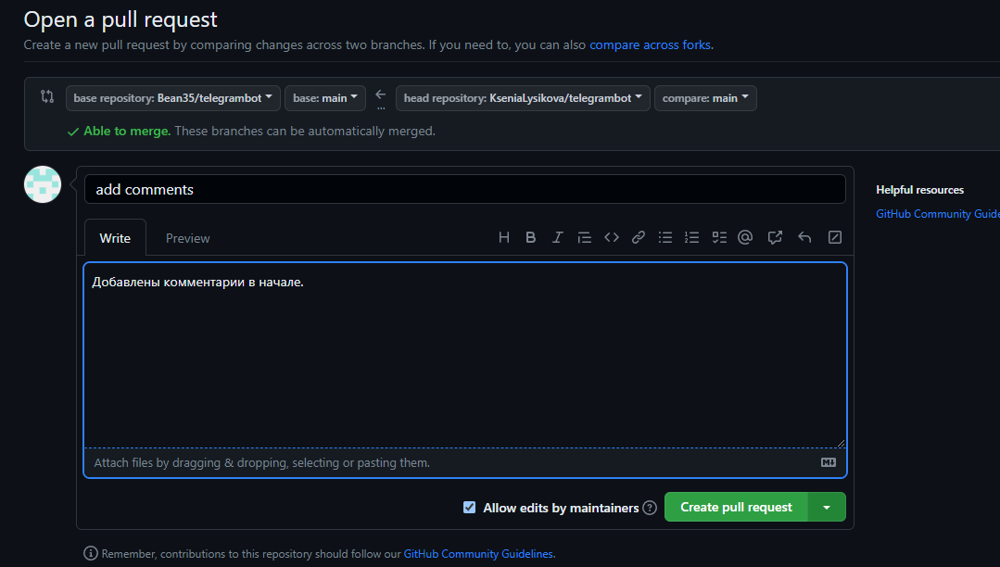 Open a pull request
Create a new pull request by comparing changes across two branches. If you need to, you can also compare across forks.
base repository: Bean35/telegrambot
base: main
head repository: KseniaLysikova/telegrambot
compare: main
Able to merge. These branches can be automatically merged.
add comments
Helpful resources
GitHub Community Guide
Write
Preview
Добавлены комментарии в начале.
Attach files by dragging & dropping, selecting or pasting them.
Allow edits by maintainers
Create pull request
Remember, contributions to this repository should follow our GitHub Community Guidelines.